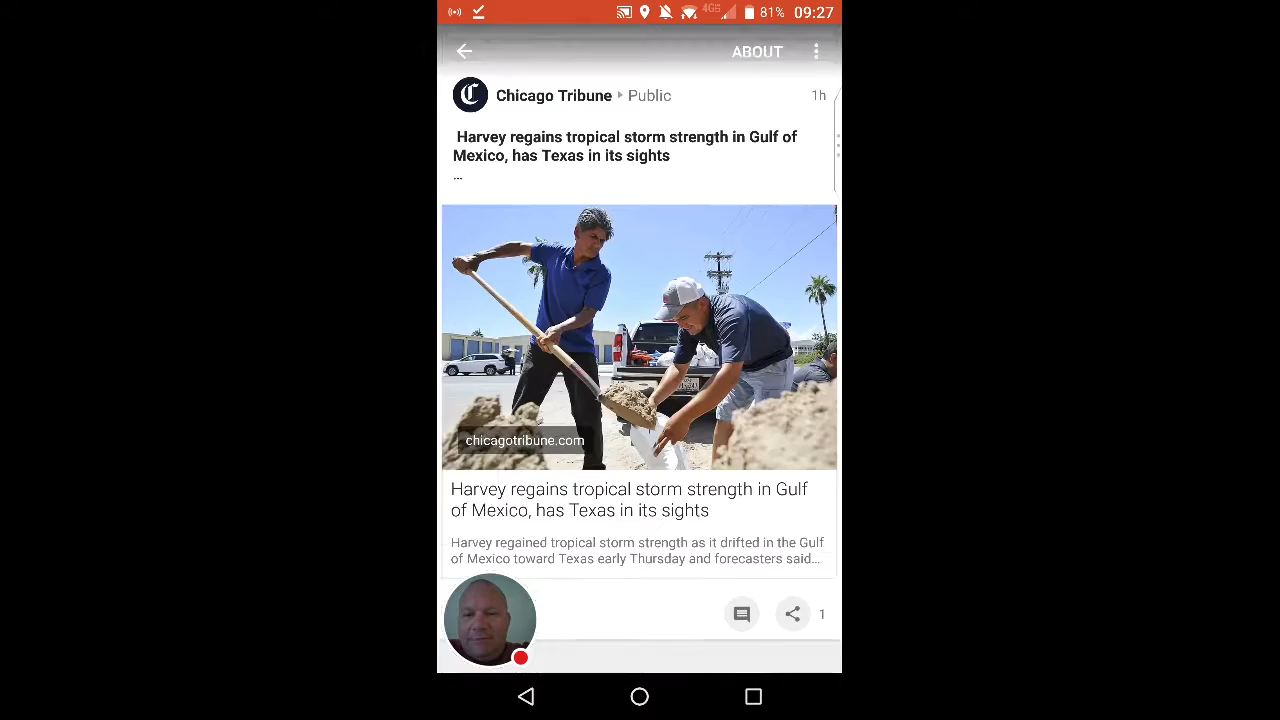 4G 81% 09:27
ABOUT
Chicago Tribune Public 1h
Harvey regains tropical storm strength in Gulf of
Mexico, has Texas in its sights
...
chicagotribune.com
Harvey regains tropical storm strength in Gulf
of Mexico, has Texas in its sights
Harvey regained tropical storm strength as it drifted in the Gulf
of Mexico toward Texas early Thursday and forecasters said...
1